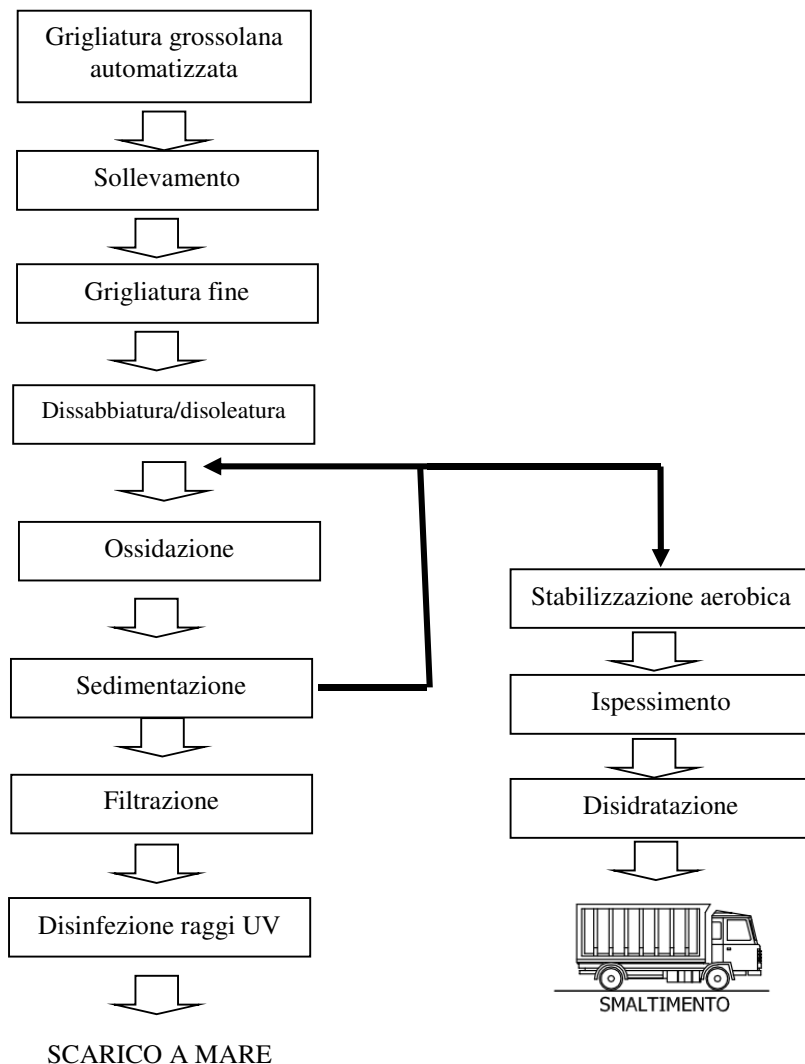 Grigliatura grossolana
automatizzata
Sollevamento
Grigliatura fine
Dissabbiatura/disoleatura
Ossidazione
Sedimentazione
Filtrazione
Disinfezione raggi UV
SCARICO A MARE
Stabilizzazione aerobica
Ispessimento
Disidratazione
SMALTIMENTO